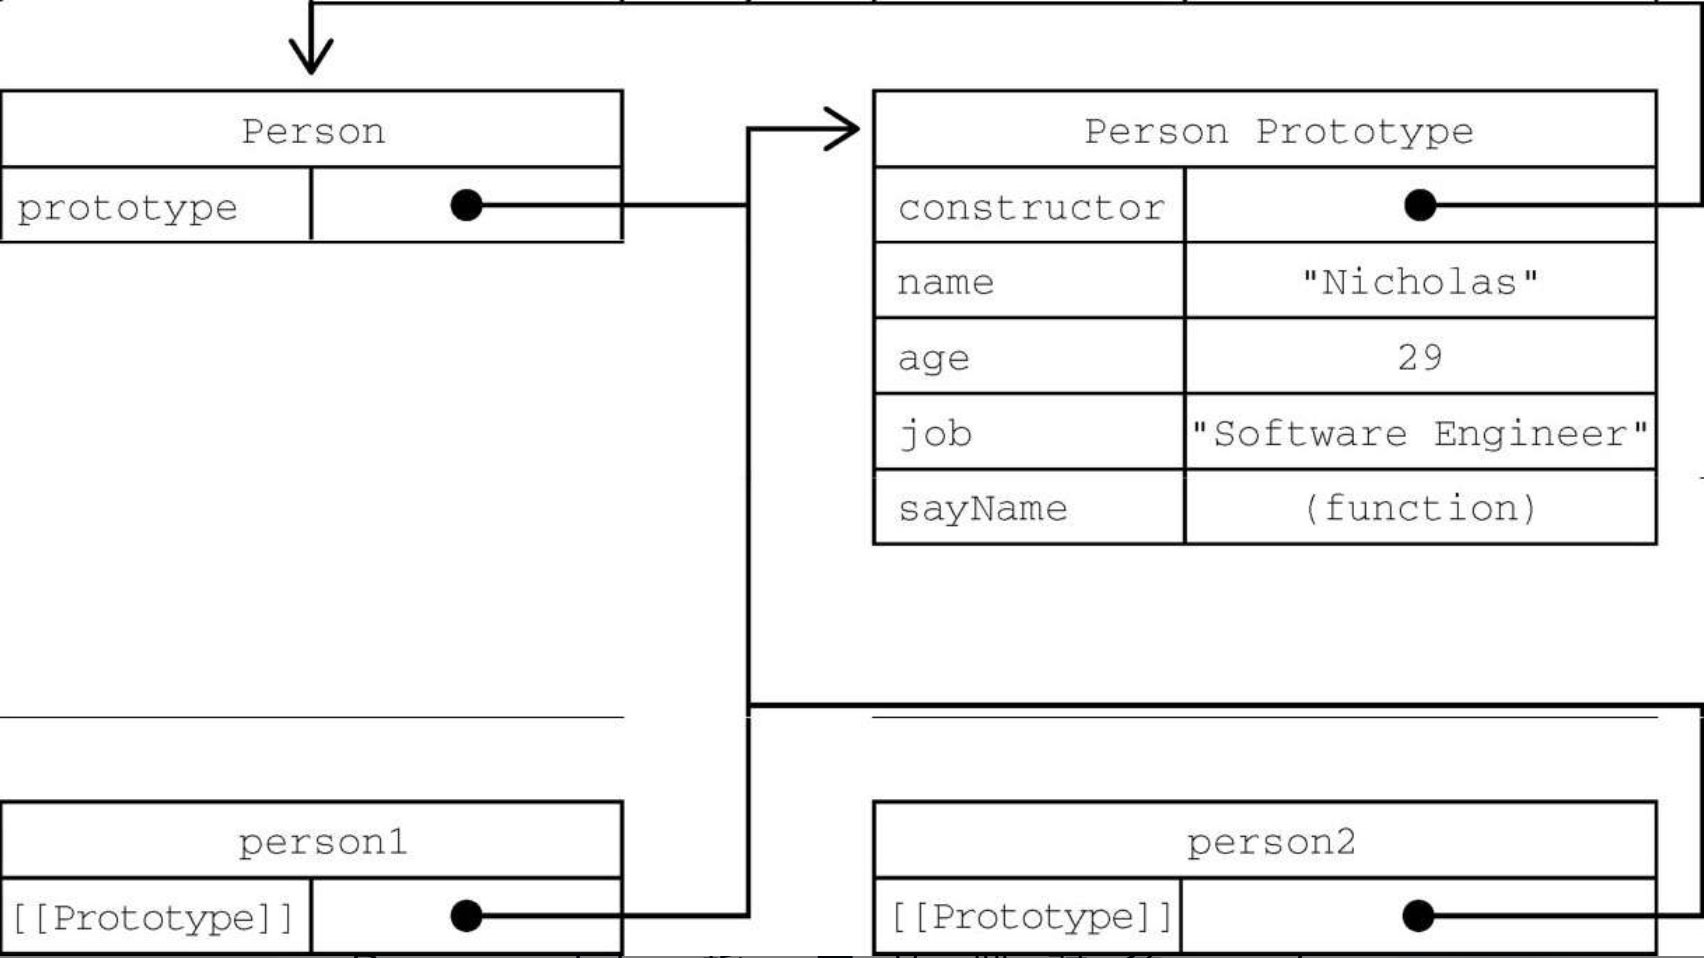 Person
prototype
Person Prototype
constructor
name "Nicholas"
age 29
job "Software Engineer"
sayName (function)
person1
[[Prototype]]
person2
[[Prototype]]